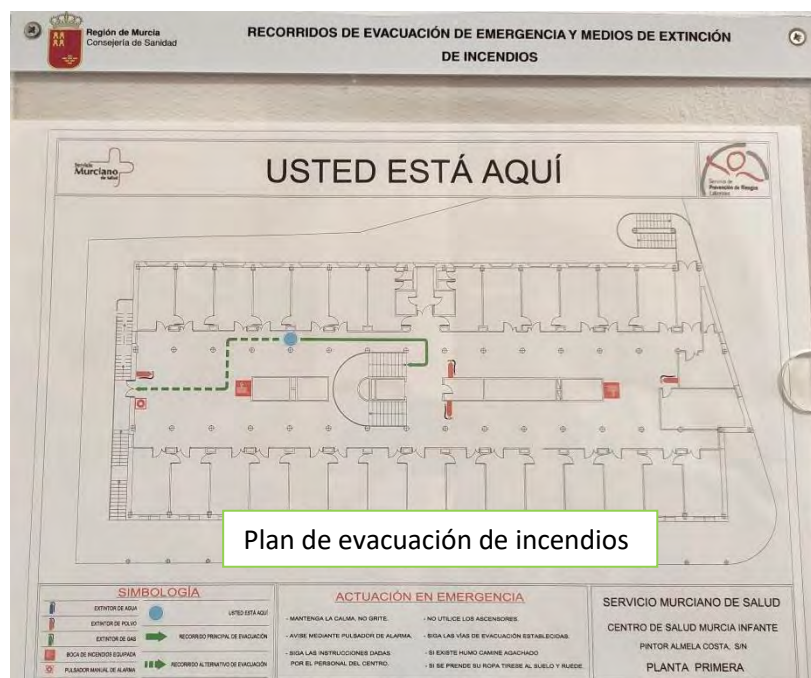 Región de Murcia
Consejería de Sanidad
RECORRIDOS DE EVACUACIÓN DE EMERGENCIA Y MEDIOS DE EXTINCIÓN
DE INCENDIOS
Servicio
Murciano
de salud
USTED ESTÁ AQUÍ
Servicio de
Prevención de Riesgos
Laborales
Plan de evacuación de incendios
SIMBOLOGÍA
EXTINTOR DE AGUA
EXTINTOR DE POLVO
EXTINTOR DE GAS
BOCA DE INCENDIOS EQUIPADA
PULSADOR MANUAL DE ALARMA
USTED ESTÁ AQUÍ
RECORRIDO PRINCIPAL DE EVACUACIÓN
RECORRIDO ALTERNATIVO DE EVACUACIÓN
ACTUACIÓN EN EMERGENCIA
- MANTENGA LA CALMA. NO GRITE.
- AVISE MEDIANTE PULSADOR DE ALARMA.
- SIGA LAS INSTRUCCIONES DADAS
POR EL PERSONAL DEL CENTRO.
- NO UTILICE LOS ASCENSORES.
- SIGA LAS VÍAS DE EVACUACIÓN ESTABLECIDAS.
- SI EXISTE HUMO CAMINE AGACHADO
- SI SE PRENDE SU ROPA TIRESE AL SUELO Y RUEDE.
SERVICIO MURCIANO DE SALUD
CENTRO DE SALUD MURCIA INFANTE
PINTOR ALMELA COSTA, S/N
PLANTA PRIMERA